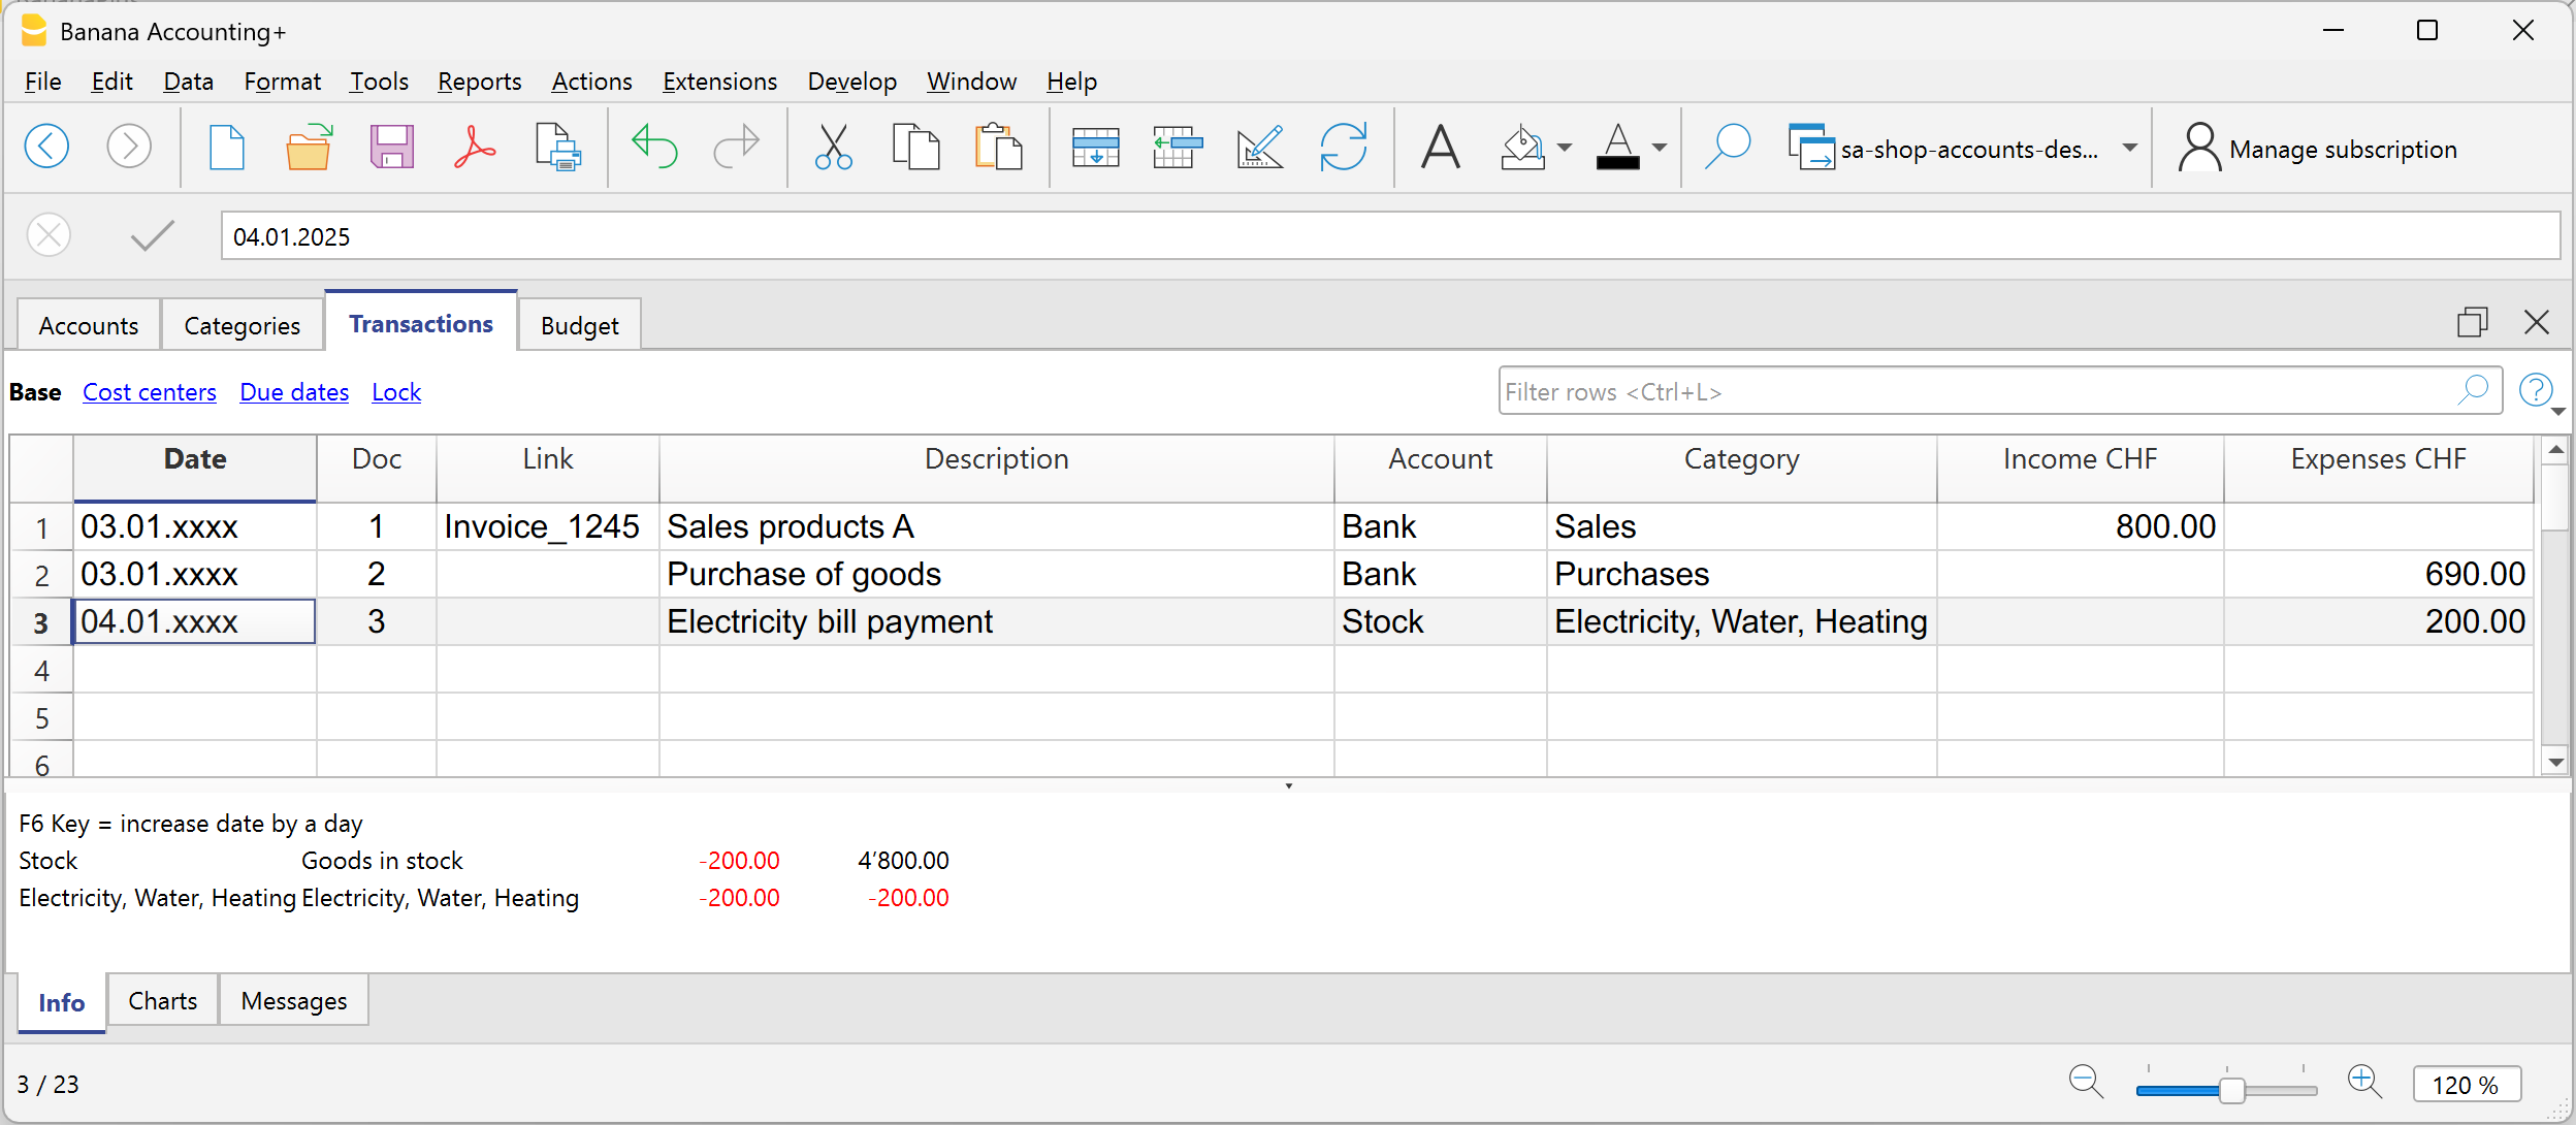 Banana Accounting+
File Edit Data Format Tools Reports Actions Extensions Develop Window Help
sa-shop-accounts-des... Manage subscription
04.01.2025
Accounts Categories Transactions Budget
Base Cost centers Due dates Lock Filter rows <Ctrl+L>
Date Doc Link Description Account Category Income CHF Expenses CHF
1 03.01.xxxx 1 Invoice_1245 Sales products A Bank Sales 800.00
2 03.01.xxxx 2 Purchase of goods Bank Purchases 690.00
3 04.01.xxxx 3 Electricity bill payment Stock Electricity, Water, Heating 200.00
4
5
6
F6 Key = increase date by a day
Stock Goods in stock -200.00 4’800.00
Electricity, Water, Heating Electricity, Water, Heating -200.00 -200.00
Info Charts Messages
3 / 23 120 %